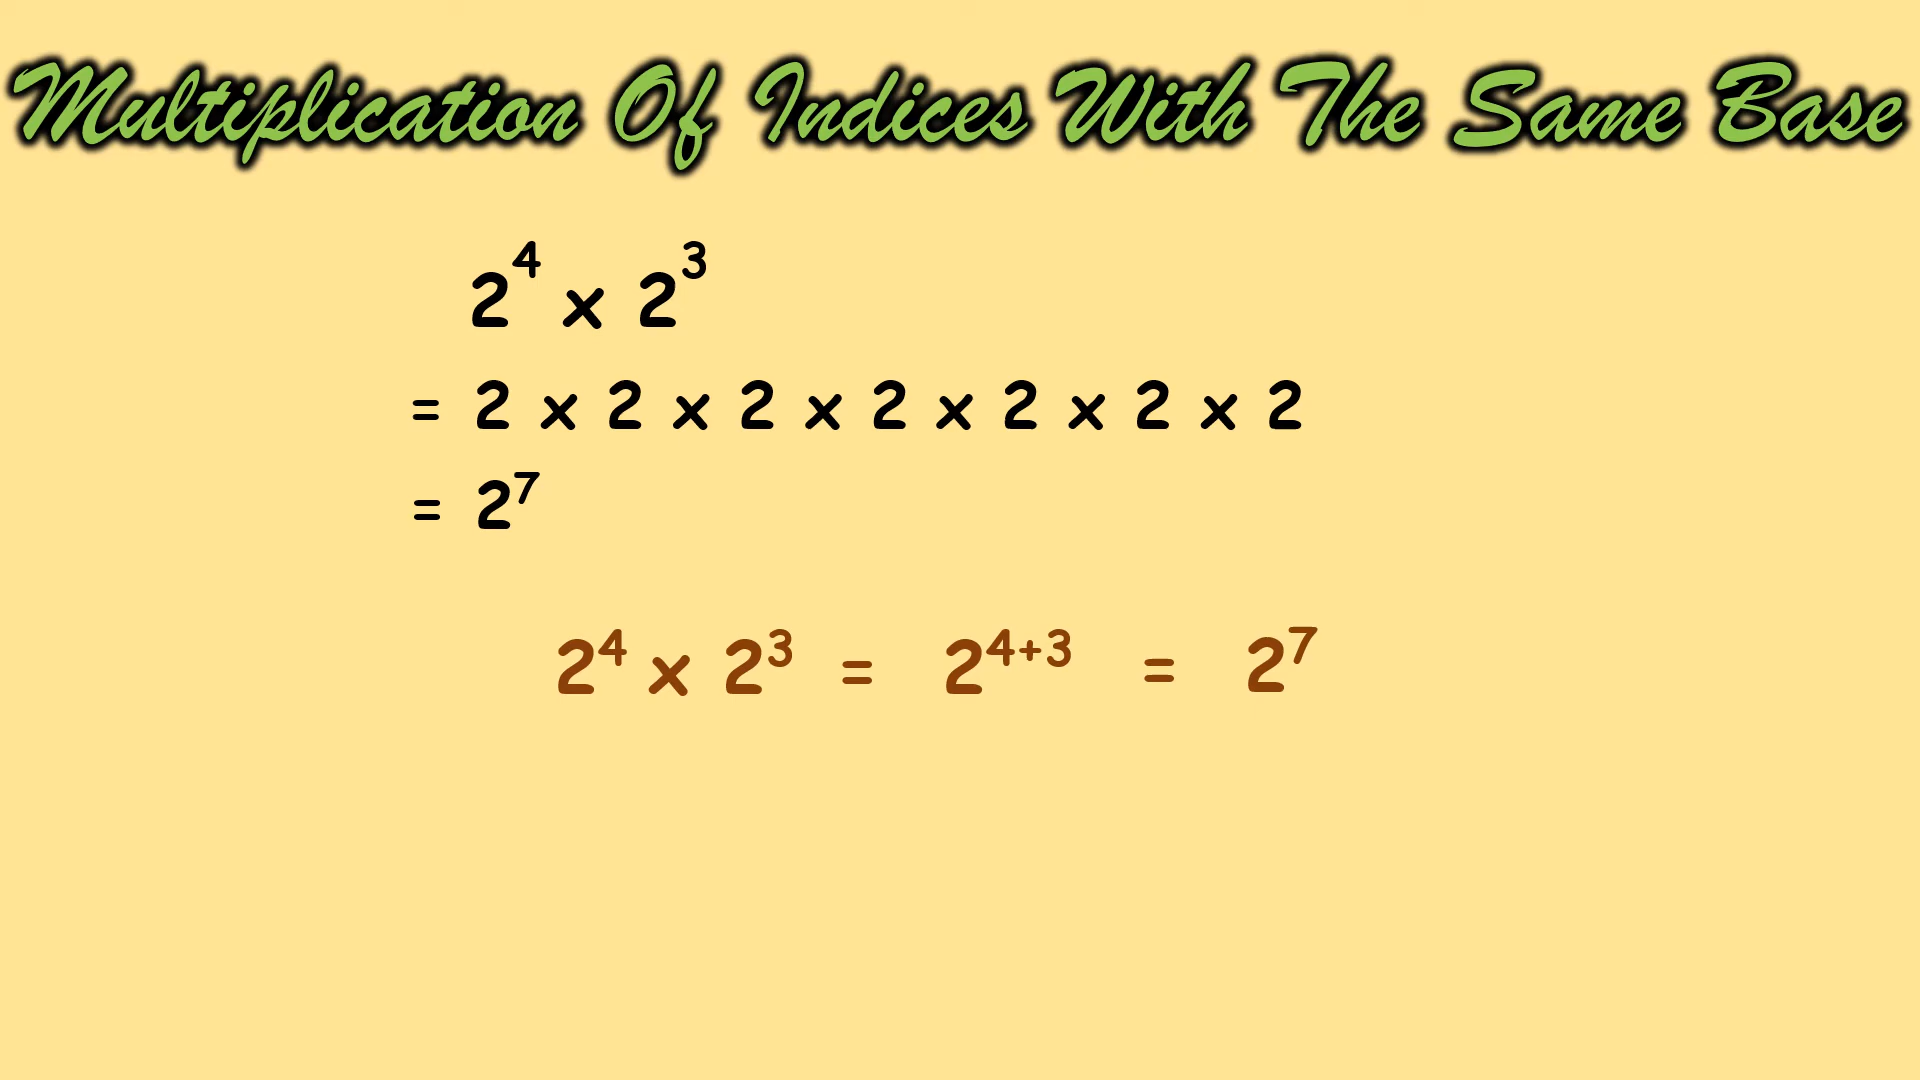 Multiplication Of Indices With The Same Base
2⁴ x 2³
= 2 x 2 x 2 x 2 x 2 x 2 x 2
= 2⁷
2⁴ x 2³ = 2⁴⁺³ = 2⁷